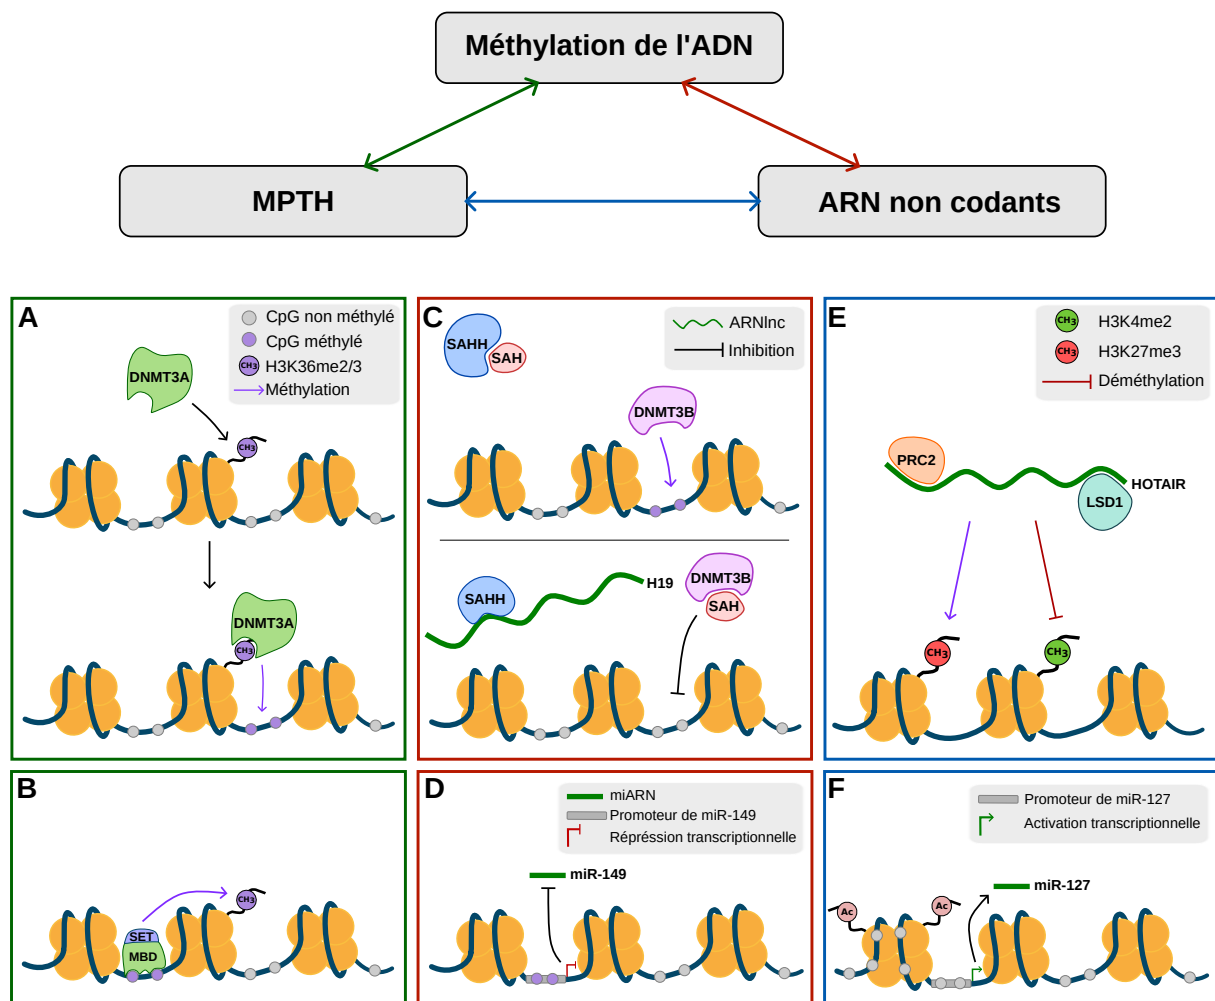 Méthylation de l'ADN
MPTH
ARN non codants
A
CpG non méthylé
CpG méthylé
CH3 H3K36me2/3
Méthylation
DNMT3A
CH3
DNMT3A
CH3
B
CH3
SET
MBD
C
ARNlnc
Inhibition
SAHH
SAH
DNMT3B
SAHH
H19
DNMT3B
SAH
D
miARN
Promoteur de miR-149
Répréssion transcriptionnelle
miR-149
E
CH3 H3K4me2
CH3 H3K27me3
Déméthylation
PRC2
HOTAIR
LSD1
CH3
CH3
F
Promoteur de miR-127
Activation transcriptionnelle
miR-127
Ac
Ac